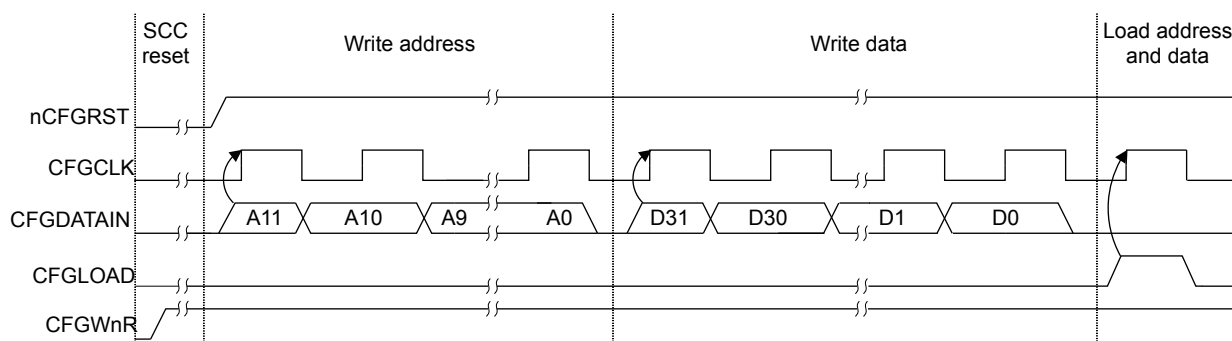 SCC
reset
Write address
Write data
Load address
and data
nCFGRST
CFGCLK
CFGDATAIN
A11
A10
A9
A0
D31
D30
D1
D0
CFGLOAD
CFGWnR